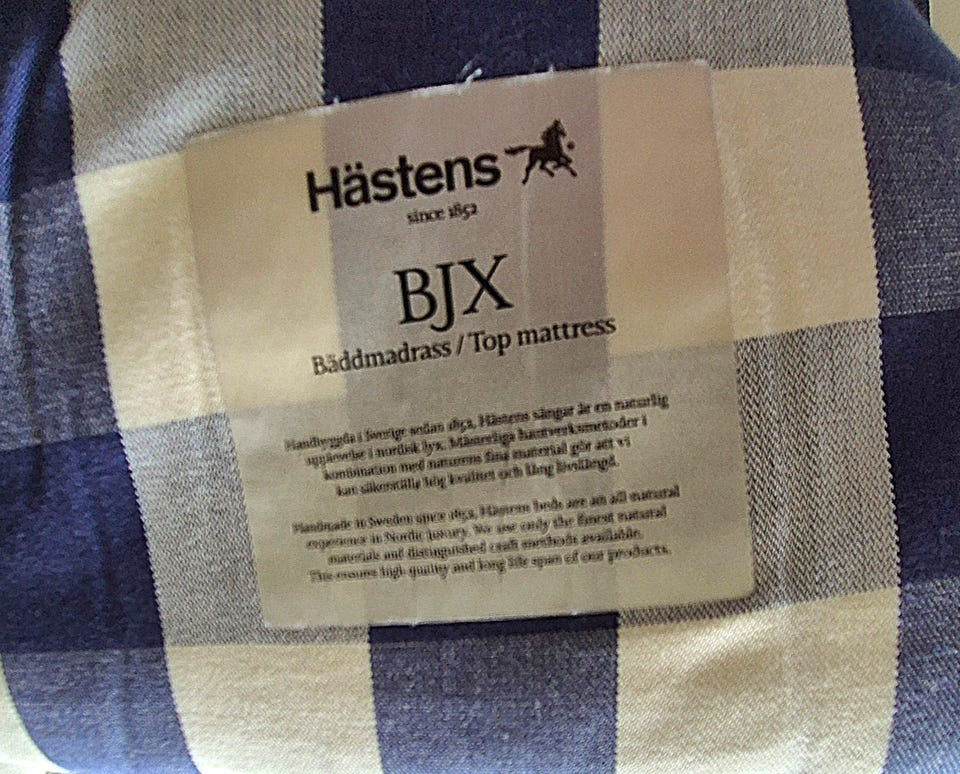 Hästens
since 1852
BJX
Bäddmadrass / Top mattress
Handbyggda i Sverige sedan 1852, Hästens sängar är en naturlig
upplevelse i nordisk lyx. Mästerliga hantverksmetoder i
kombination med naturens fina material gör att vi
kan säkerställa hög kvalitet och lång livslängd.
Handmade in Sweden since 1852, Hästens beds are an all natural
experience in Nordic luxury. We use only the finest natural
materials and distinguished craft methods available.
This ensures high quality and long life span of our products.